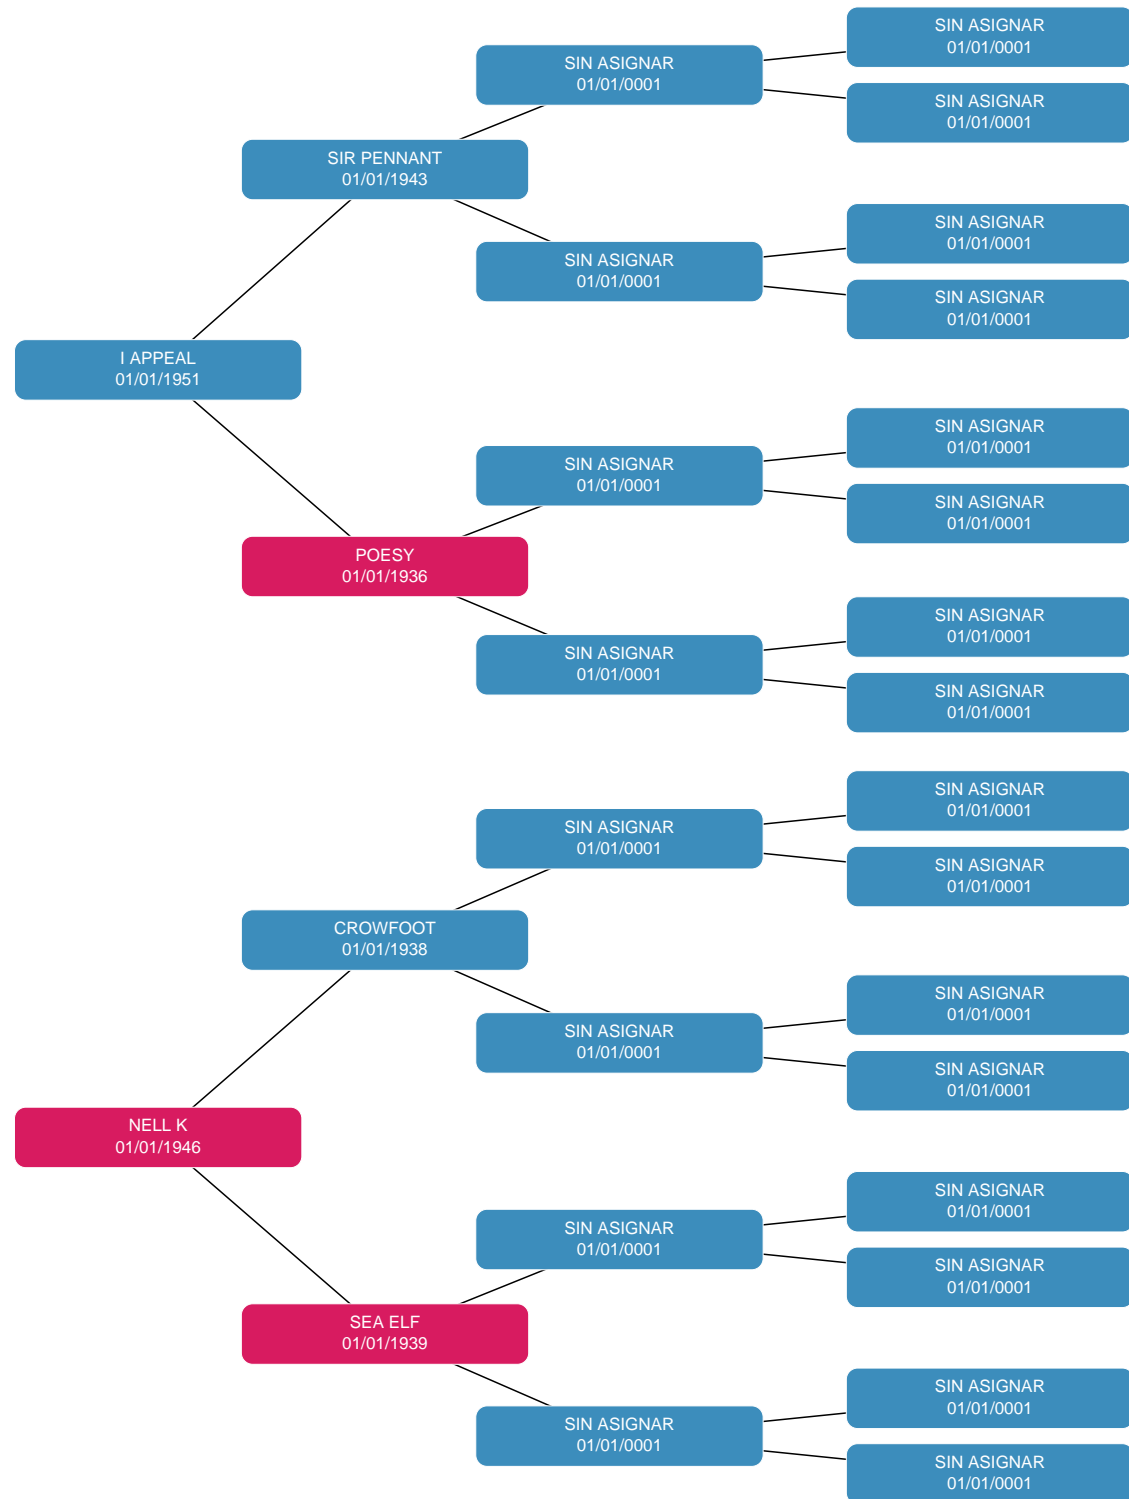 SIN ASIGNAR
01/01/0001
SIN ASIGNAR
01/01/0001
SIN ASIGNAR
01/01/0001
SIR PENNANT
01/01/1943
SIN ASIGNAR
01/01/0001
SIN ASIGNAR
01/01/0001
SIN ASIGNAR
01/01/0001
I APPEAL
01/01/1951
SIN ASIGNAR
01/01/0001
SIN ASIGNAR
01/01/0001
SIN ASIGNAR
01/01/0001
POESY
01/01/1936
SIN ASIGNAR
01/01/0001
SIN ASIGNAR
01/01/0001
SIN ASIGNAR
01/01/0001
SIN ASIGNAR
01/01/0001
SIN ASIGNAR
01/01/0001
SIN ASIGNAR
01/01/0001
CROWFOOT
01/01/1938
SIN ASIGNAR
01/01/0001
SIN ASIGNAR
01/01/0001
SIN ASIGNAR
01/01/0001
NELL K
01/01/1946
SIN ASIGNAR
01/01/0001
SIN ASIGNAR
01/01/0001
SIN ASIGNAR
01/01/0001
SEA ELF
01/01/1939
SIN ASIGNAR
01/01/0001
SIN ASIGNAR
01/01/0001
SIN ASIGNAR
01/01/0001